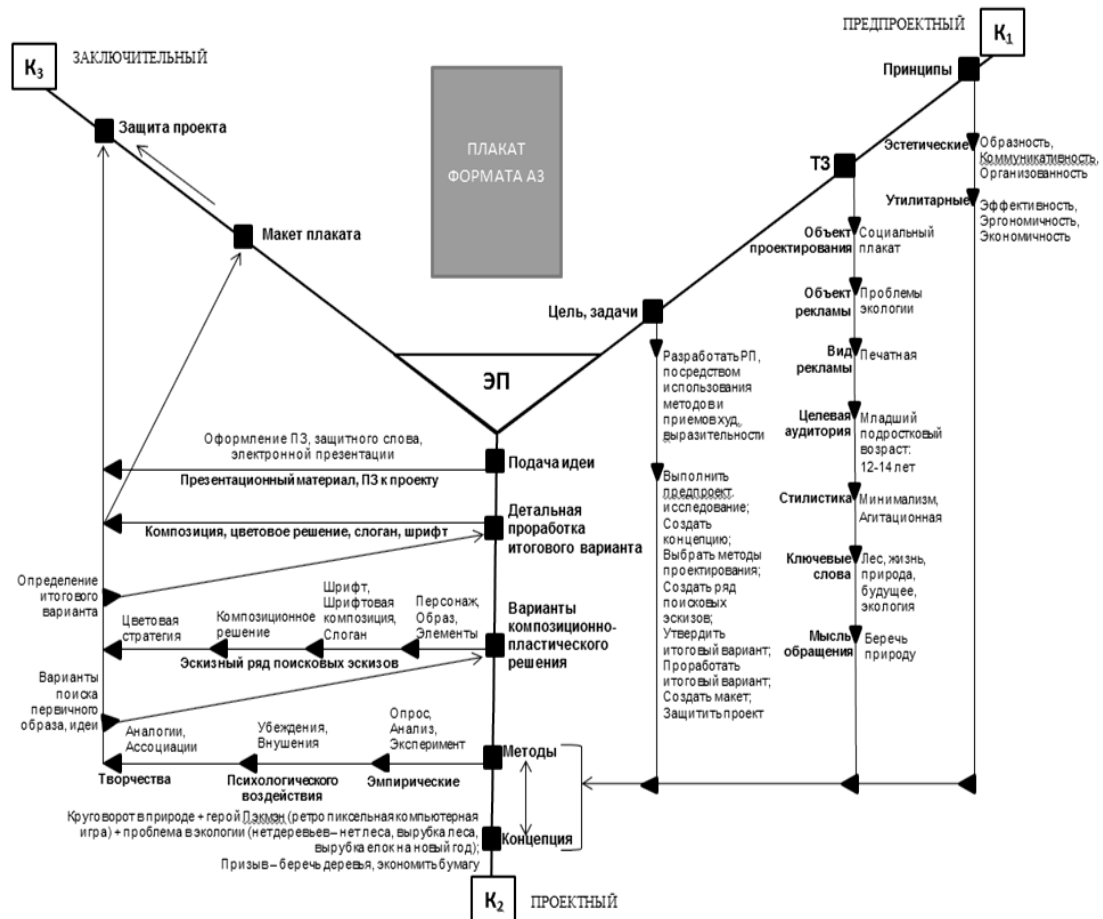 ПРЕДПРОЕКТНЫЙ
К1
К3
ЗАКЛЮЧИТЕЛЬНЫЙ
Принципы
Защита проекта
ПЛАКАТ
ФОРМАТА А3
Эстетические
Образность,
Коммуникативность,
Организованность
ТЗ
Утилитарные
Эффективность,
Эргономичность,
Экономичность
Макет плаката
Объект
проектирования
Социальный
плакат
Объект
рекламы
Проблемы
экологии
Цель, задачи
Вид
рекламы
Печатная
Разработать РП,
посредством
использования
методов и
приемов худ.
выразительности
ЭП
Целевая
аудитория
Младший
подростковый
возраст:
12-14 лет
Оформление ПЗ, защитного слова,
электронной презентации
Подача идеи
Презентационный материал, ПЗ к проекту
Выполнить
предпроект.
исследование;
Создать
концепцию;
Выбрать методы
проектирования;
Создать ряд
поисковых
эскизов;
Утвердить
итоговый вариант;
Проработать
итоговый вариант;
Создать макет;
Защитить проект
Стилистика
Минимализм,
Агитационная
Детальная
проработка
итогового варианта
Композиция, цветовое решение, слоган, шрифт
Ключевые
слова
Лес, жизнь,
природа,
будущее,
экология
Определение
итогового
варианта
Цветовая
стратегия
Композиционное
решение
Шрифт,
Шрифтовая
композиция,
Слоган
Персонаж,
Образ,
Элементы
Варианты
композиционно-
пластического
решения
Эскизный ряд поисковых эскизов
Мысль
обращения
Беречь
природу
Варианты
поиска
первичного
образа, идеи
Аналогии,
Ассоциации
Убеждения,
Внушения
Опрос,
Анализ,
Эксперимент
Методы
Творчества
Психологического
воздействия
Эмпирические
Круговорот в природе + герой Пэкмэн (ретро пиксельная компьютерная
игра) + проблема в экологии (нет деревьев – нет леса, вырубка леса,
вырубка елок на новый год);
Призыв – беречь деревья, экономить бумагу
Концепция
К2
ПРОЕКТНЫЙ